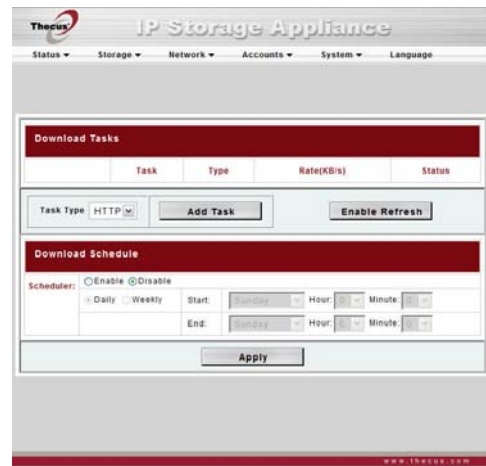 Thecus
IP Storage Appliance
Status Storage Network Accounts System Language
Download Tasks
Task Type Rate(KB/s) Status
Task Type HTTP Add Task Enable Refresh
Download Schedule
Scheduler: Enable Disable
Daily Weekly Start: Sunday Hour: 0 Minute: 0
End: Sunday Hour: 0 Minute: 0
Apply
www.thecus.com